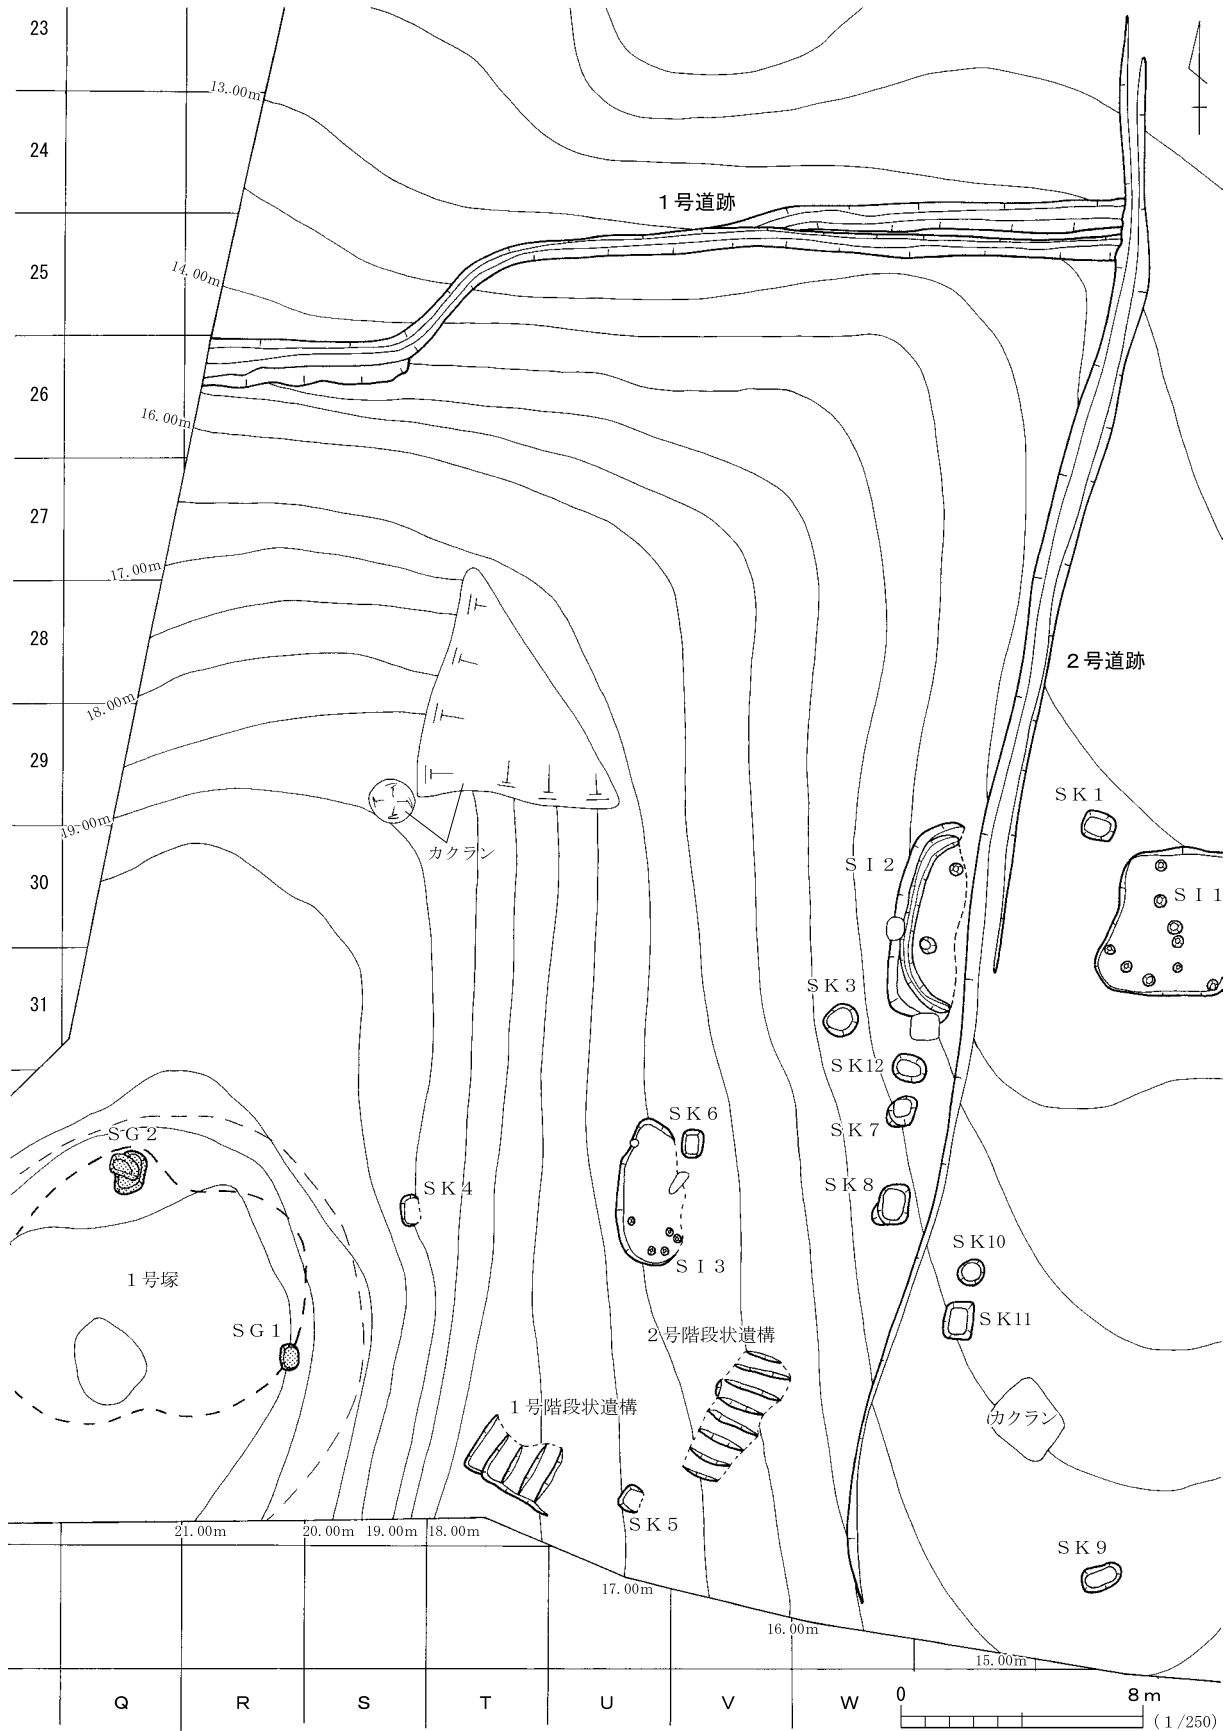 23
13.00m
24
1号道跡
25
14.00m
26
16.00m
27
17.00m
28
2号道跡
18.00m
29
SK1
19.00m
カクラン
SI2
30
SI1
SK3
31
SK12
SK6
SK7
SG2
SK4
SK8
SK10
SI3
1号塚
SK11
SG1
2号階段状遺構
1号階段状遺構
カクラン
SK5
21.00m
20.00m
19.00m
18.00m
SK9
17.00m
16.00m
15.00m
Q R S T U V W
0 8m
(1/250)